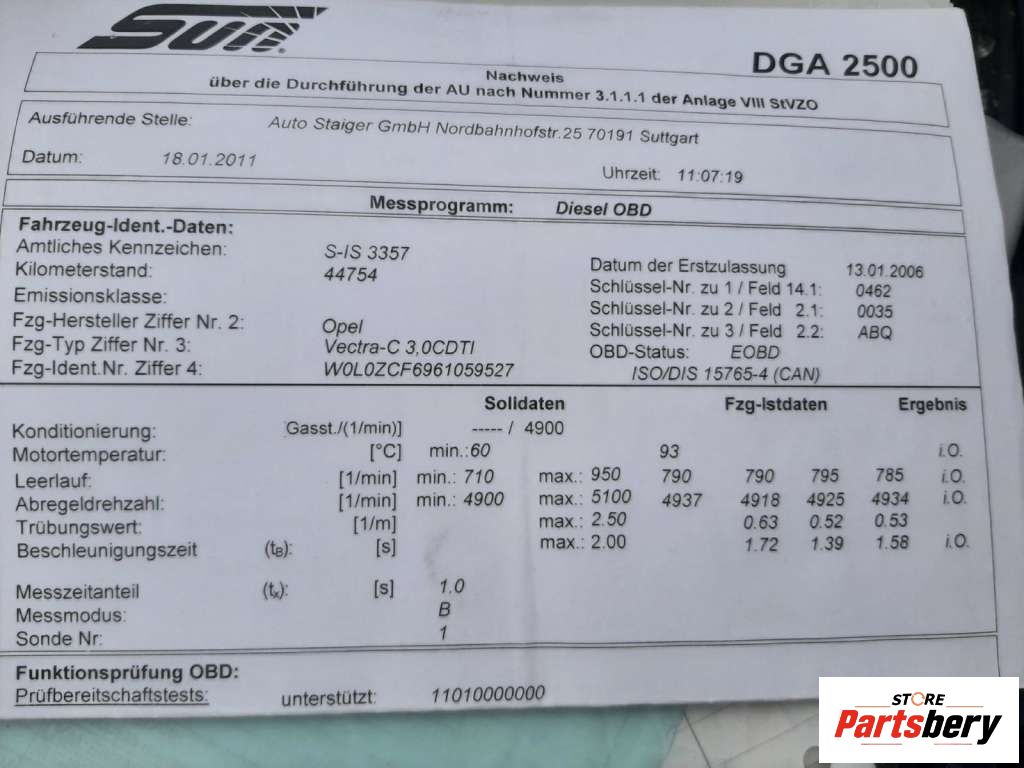 Sun®
DGA 2500
Nachweis
über die Durchführung der AU nach Nummer 3.1.1.1 der Anlage VIII StVZO
Ausführende Stelle: Auto Staiger GmbH Nordbahnhofstr.25 70191 Suttgart
Datum: 18.01.2011 Uhrzeit: 11:07:19
Messprogramm: Diesel OBD
Fahrzeug-Ident.-Daten:
Amtliches Kennzeichen: S-IS 3357 Datum der Erstzulassung 13.01.2006
Kilometerstand: 44754 Schlüssel-Nr. zu 1 / Feld 14.1: 0462
Emissionsklasse: Schlüssel-Nr. zu 2 / Feld 2.1: 0035
Fzg-Hersteller Ziffer Nr. 2: Opel Schlüssel-Nr. zu 3 / Feld 2.2: ABQ
Fzg-Typ Ziffer Nr. 3: Vectra-C 3,0CDTI OBD-Status: EOBD
Fzg-Ident.Nr. Ziffer 4: W0L0ZCF6961059527 ISO/DIS 15765-4 (CAN)
Solldaten Fzg-Istdaten Ergebnis
Konditionierung: Gasst./(1/min)] ----- / 4900
Motortemperatur: [°C] min.:60 93 i.O.
Leerlauf: [1/min] min.: 710 max.: 950 790 790 795 785 i.O.
Abregeldrehzahl: [1/min] min.: 4900 max.: 5100 4937 4918 4925 4934 i.O.
Trübungswert: [1/m] max.: 2.50 0.63 0.52 0.53
Beschleunigungszeit (tB): [s] max.: 2.00 1.72 1.39 1.58 i.O.
Messzeitanteil (tx): [s] 1.0
Messmodus: B
Sonde Nr: 1
Funktionsprüfung OBD:
Prüfbereitschaftstests: unterstützt: 11010000000
STORE
Partsbery